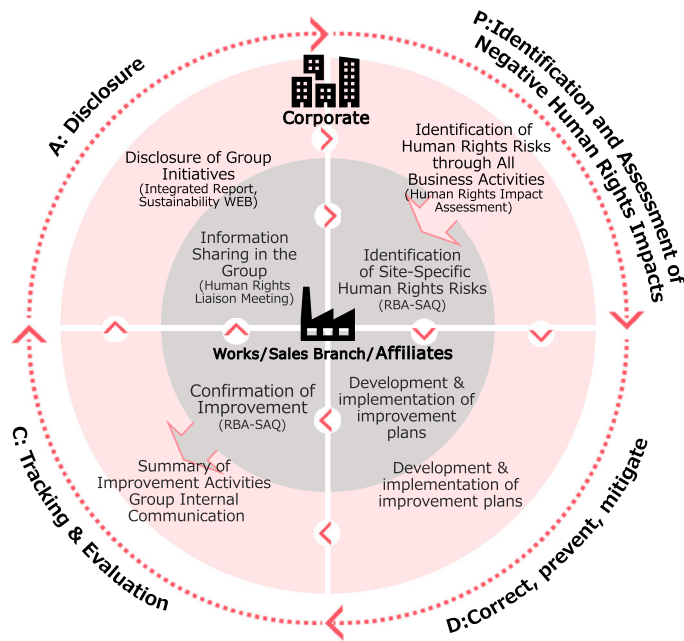 A: Disclosure
P:Identification and Assessment of
Negative Human Rights Impacts
Corporate
Disclosure of Group
Initiatives
(Integrated Report,
Sustainability WEB)
Identification of
Human Rights Risks
through All
Business Activities
(Human Rights Impact
Assessment)
Information
Sharing in the
Group
(Human Rights
Liaison Meeting)
Identification
of Site-Specific
Human Rights Risks
(RBA-SAQ)
Works/Sales Branch/Affiliates
Confirmation of
Improvement
(RBA-SAQ)
Development &
implementation of
improvement
plans
Summary of
Improvement Activities
Group Internal
Communication
Development &
implementation of
improvement plans
C: Tracking & Evaluation
D:Correct, prevent, mitigate